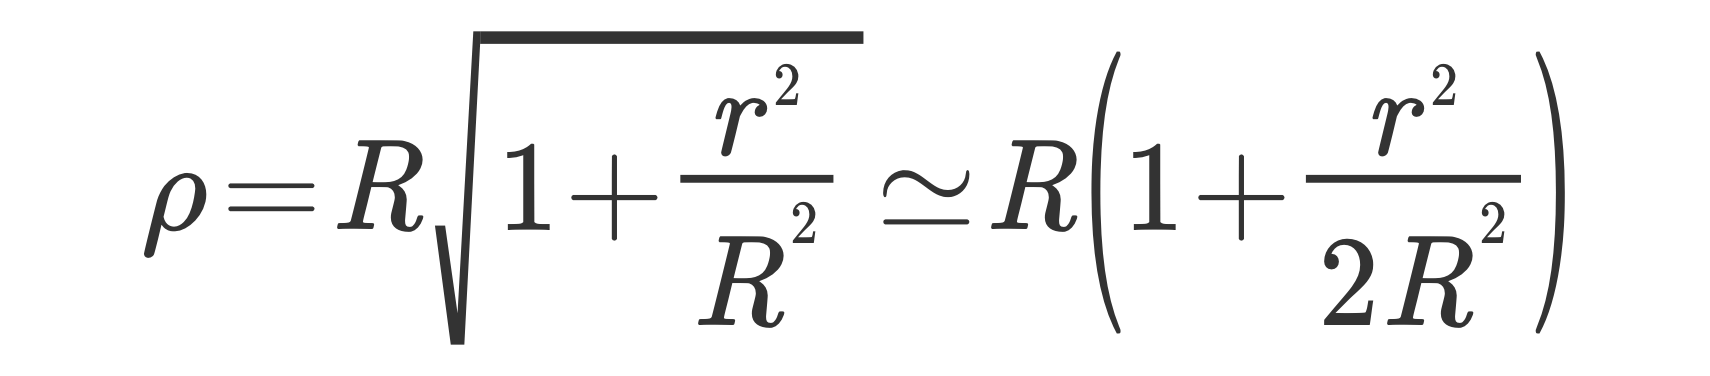 ρ = R√(1 + r²/R²) ≃ R(1 + r²/2R²)